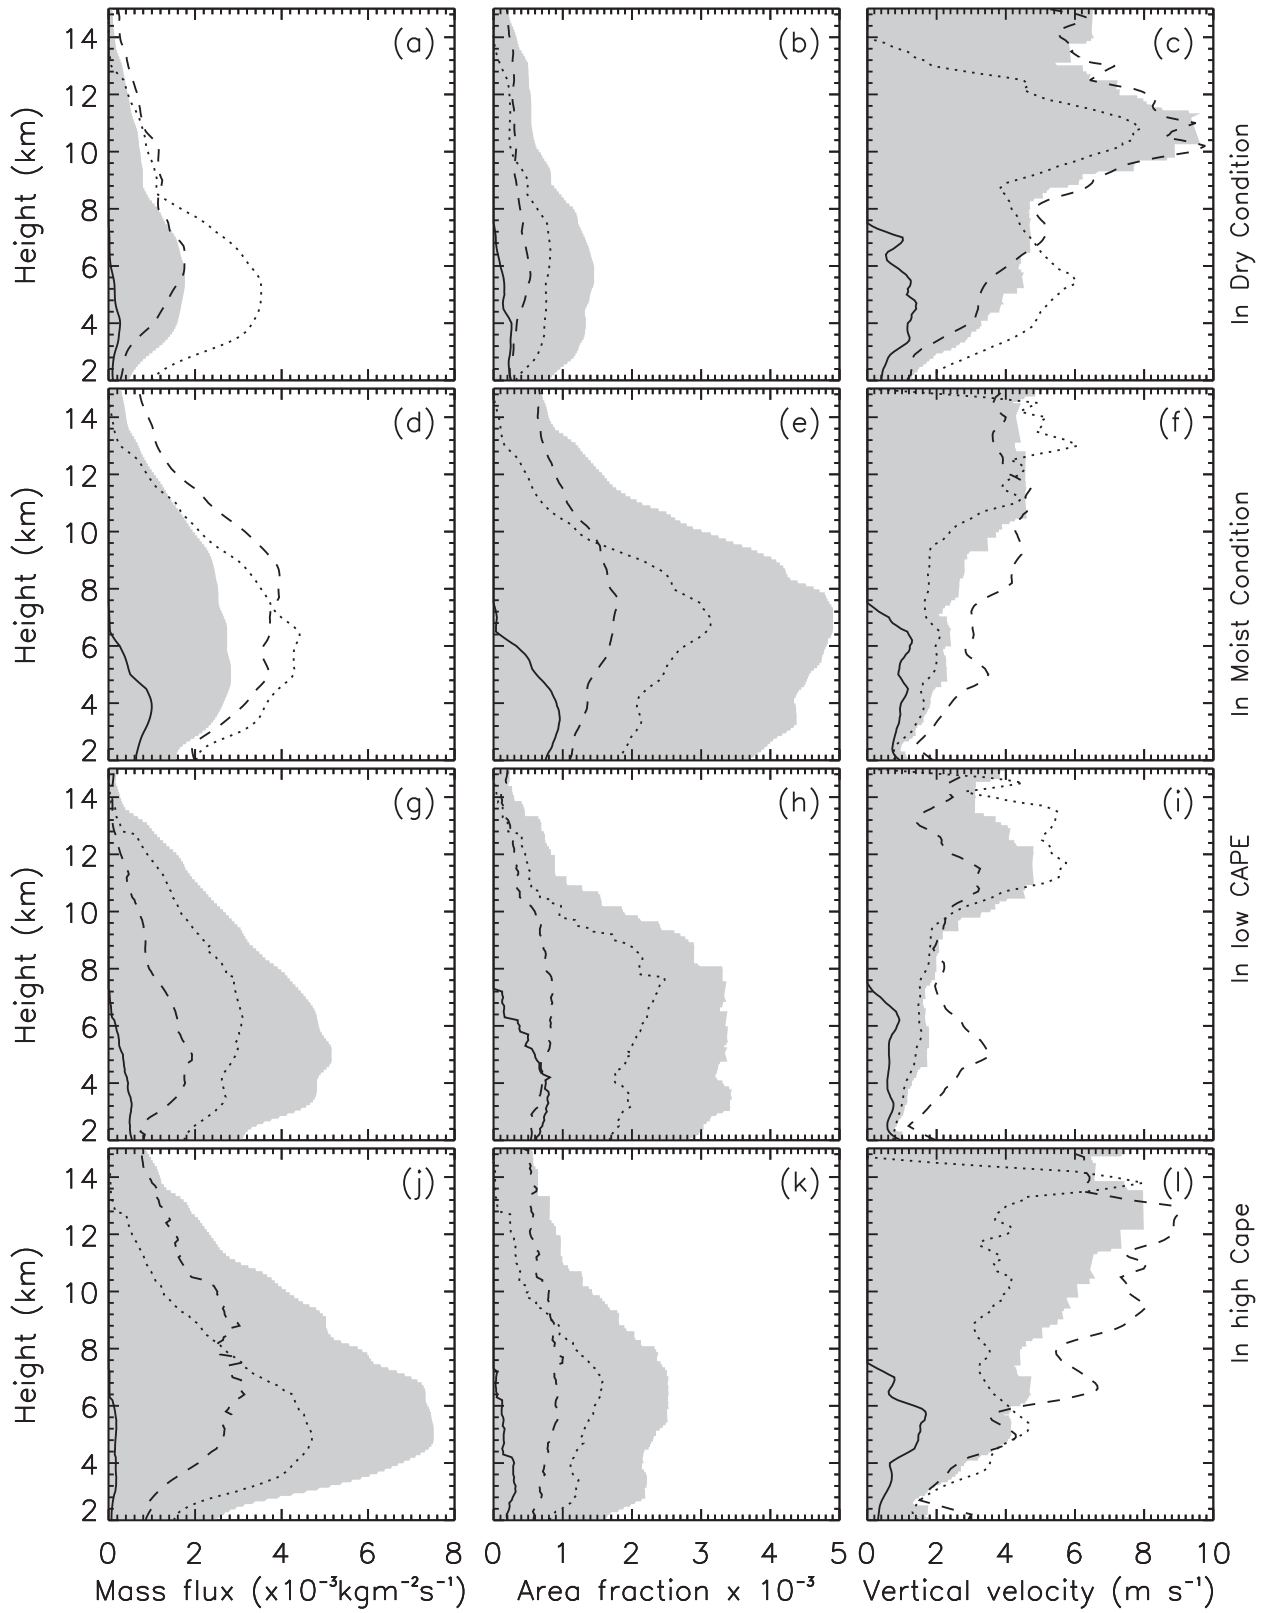 (a) (b) (c)
14
12
10
8
6
4
2
Height (km)
In Dry Condition
(d) (e) (f)
14
12
10
8
6
4
2
Height (km)
In Moist Condition
(g) (h) (i)
14
12
10
8
6
4
2
Height (km)
In low CAPE
(j) (k) (l)
14
12
10
8
6
4
2
Height (km)
In high Cape
0 2 4 6 8 0 1 2 3 4 5 0 2 4 6 8 10
Mass flux (x10⁻³kgm⁻²s⁻¹) Area fraction x 10⁻³ Vertical velocity (m s⁻¹)